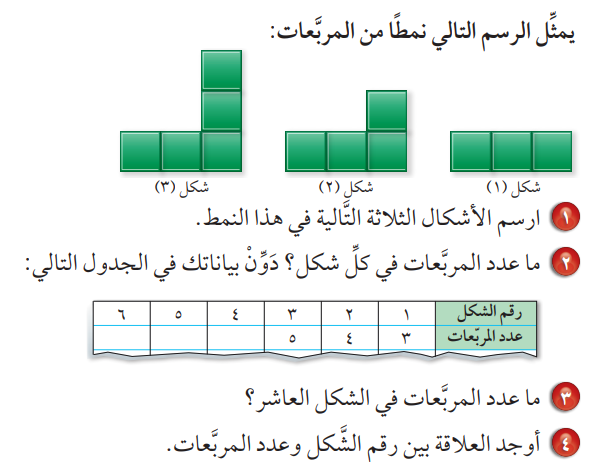 يمثِّل الرسم التالي نمطًا من المربَّعات:
شكل (١) شكل (٢) شكل (٣)
١ ارسم الأشكال الثلاثة التَّالية في هذا النمط.
٢ ما عدد المربَّعات في كلِّ شكل؟ دَوِّنْ بياناتك في الجدول التالي:
رقم الشكل ١ ٢ ٣ ٤ ٥ ٦
عدد المربّعات ٣ ٤ ٥
٣ ما عدد المربَّعات في الشكل العاشر؟
٤ أوجد العلاقة بين رقم الشَّكل وعدد المربَّعات.